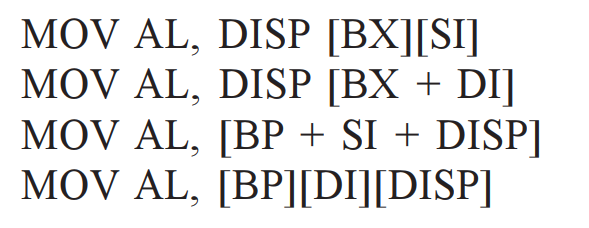 MOV AL, DISP [BX][SI]
MOV AL, DISP [BX + DI]
MOV AL, [BP + SI + DISP]
MOV AL, [BP][DI][DISP]